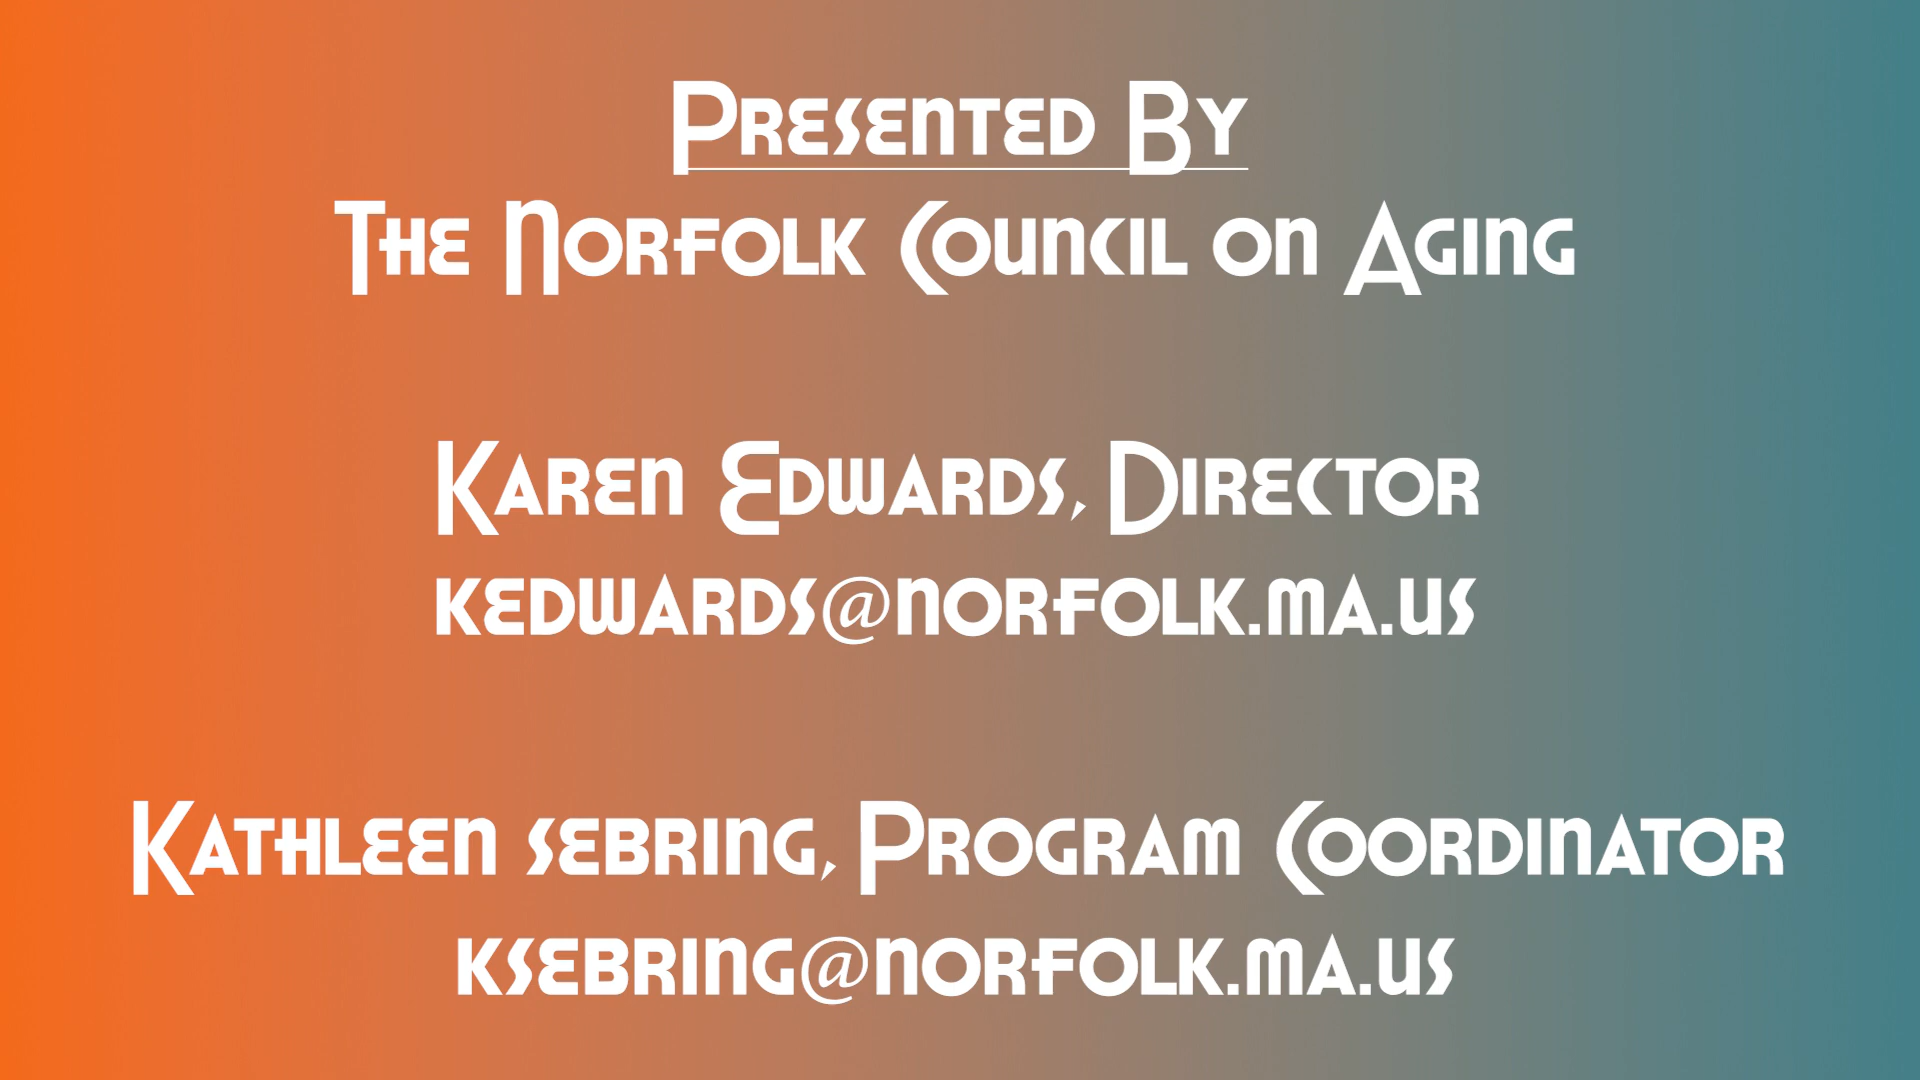 Presented By
The Norfolk Council on Aging
Karen Edwards, Director
kedwards@norfolk.ma.us
Kathleen sebring, Program Coordinator
ksebring@norfolk.ma.us